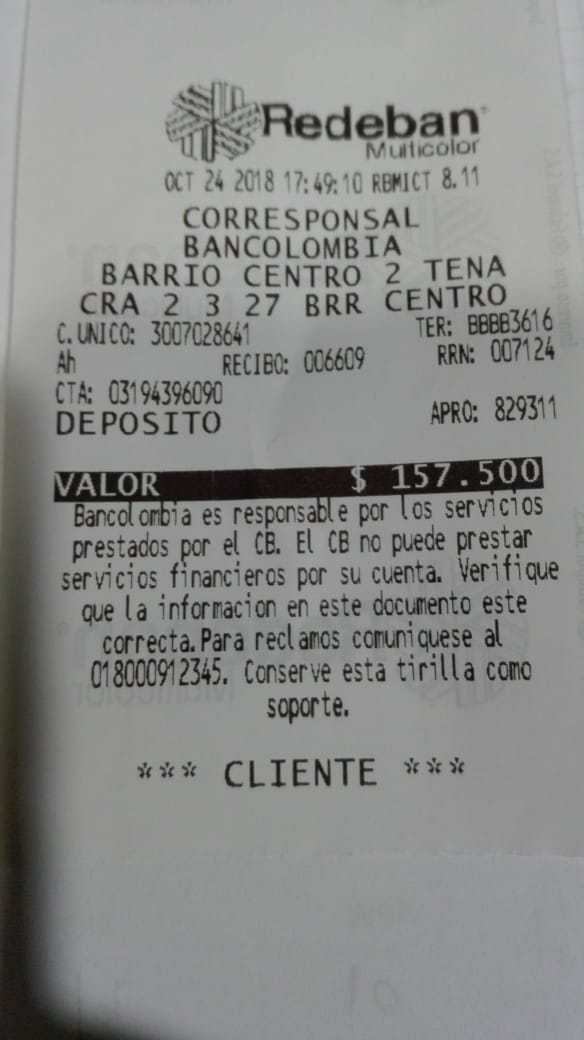 Redeban
Multicolor
OCT 24 2018 17:49:10 RBMICT 8.11
CORRESPONSAL
BANCOLOMBIA
BARRIO CENTRO 2 TENA
CRA 2 3 27 BRR CENTRO
C. UNICO: 3007028641 TER: BBBB3616
Ah RECIBO: 006609 RRN: 007124
CTA: 03194396090
DEPOSITO APRO: 829311
VALOR $ 157.500
Bancolombia es responsable por los servicios
prestados por el CB. El CB no puede prestar
servicios financieros por su cuenta. Verifique
que la informacion en este documento este
correcta.Para reclamos comuniquese al
018000912345. Conserve esta tirilla como
soporte.
*** CLIENTE ***